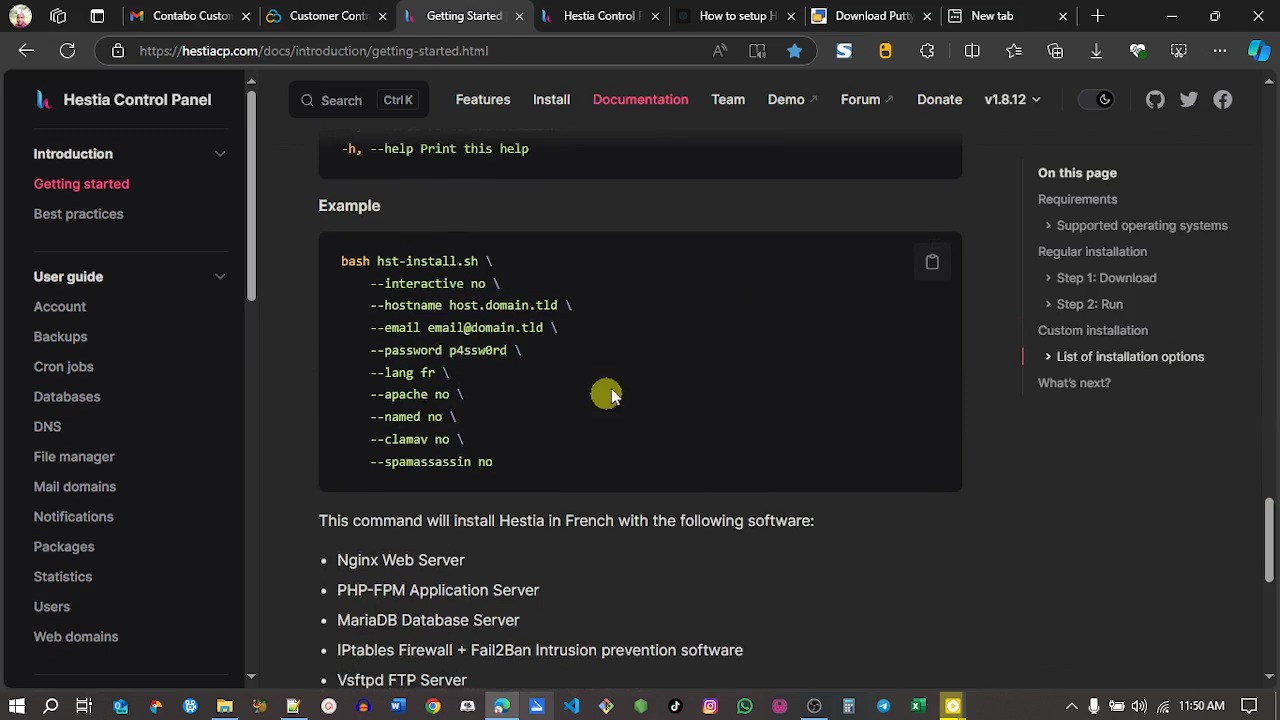 Contabo Custom
Customer Contr
Getting Started
Hestia Control P
How to setup H
Download Putty
New tab
https://hestiacp.com/docs/introduction/getting-started.html
Hestia Control Panel
Search
Ctrl K
Features
Install
Documentation
Team
Demo
Forum
Donate
v1.8.12
Introduction
Getting started
Best practices
User guide
Account
Backups
Cron jobs
Databases
DNS
File manager
Mail domains
Notifications
Packages
Statistics
Users
Web domains
-h, --help Print this help
Example
bash hst-install.sh \
--interactive no \
--hostname host.domain.tld \
--email email@domain.tld \
--password p4ssw0rd \
--lang fr \
--apache no \
--named no \
--clamav no \
--spamassassin no
This command will install Hestia in French with the following software:
• Nginx Web Server
• PHP-FPM Application Server
• MariaDB Database Server
• IPtables Firewall + Fail2Ban Intrusion prevention software
Vsftpd FTP Server
On this page
Requirements
Supported operating systems
Regular installation
Step 1: Download
Step 2: Run
Custom installation
List of installation options
What's next?
11:50 AM